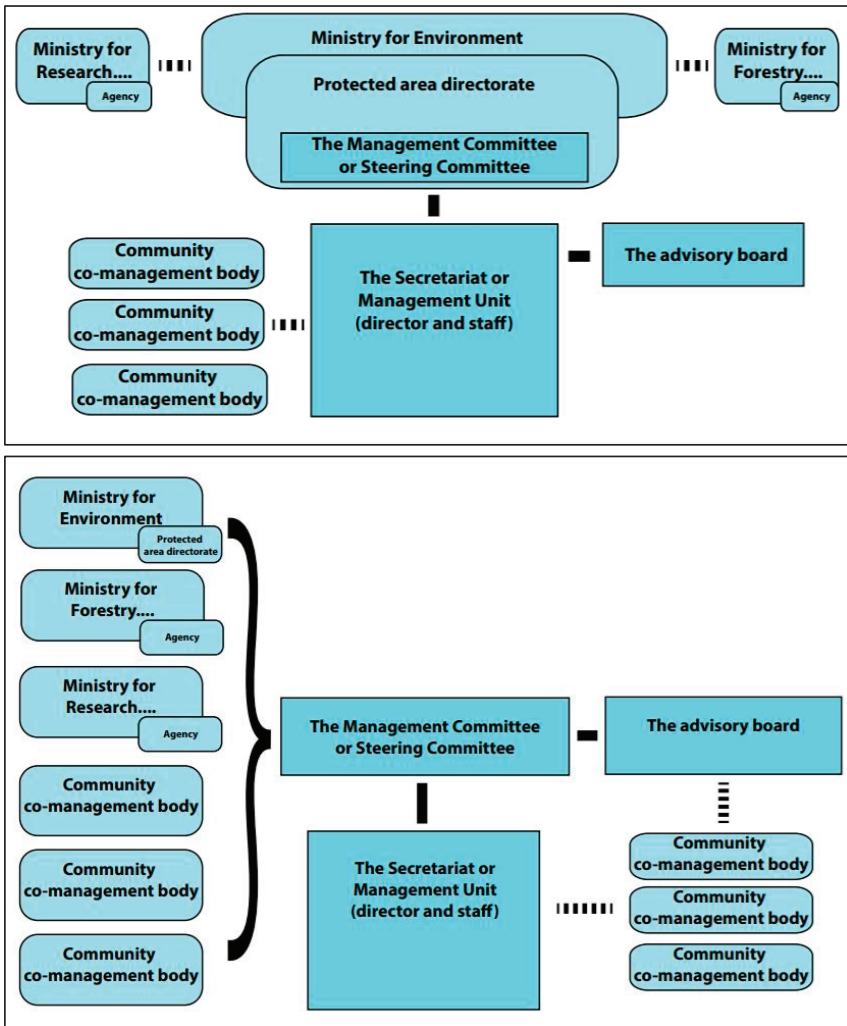 Ministry for
Research....
Agency
Ministry for Environment
Ministry for
Forestry....
Agency
Protected area directorate
The Management Committee
or Steering Committee
Community
co-management body
Community
co-management body
Community
co-management body
The Secretariat or
Management Unit
(director and staff)
The advisory board
Ministry for
Environment
Protected
area directorate
Ministry for
Forestry....
Agency
Ministry for
Research....
Agency
Community
co-management body
Community
co-management body
Community
co-management body
The Management Committee
or Steering Committee
The advisory board
The Secretariat or
Management Unit
(director and staff)
Community
co-management body
Community
co-management body
Community
co-management body